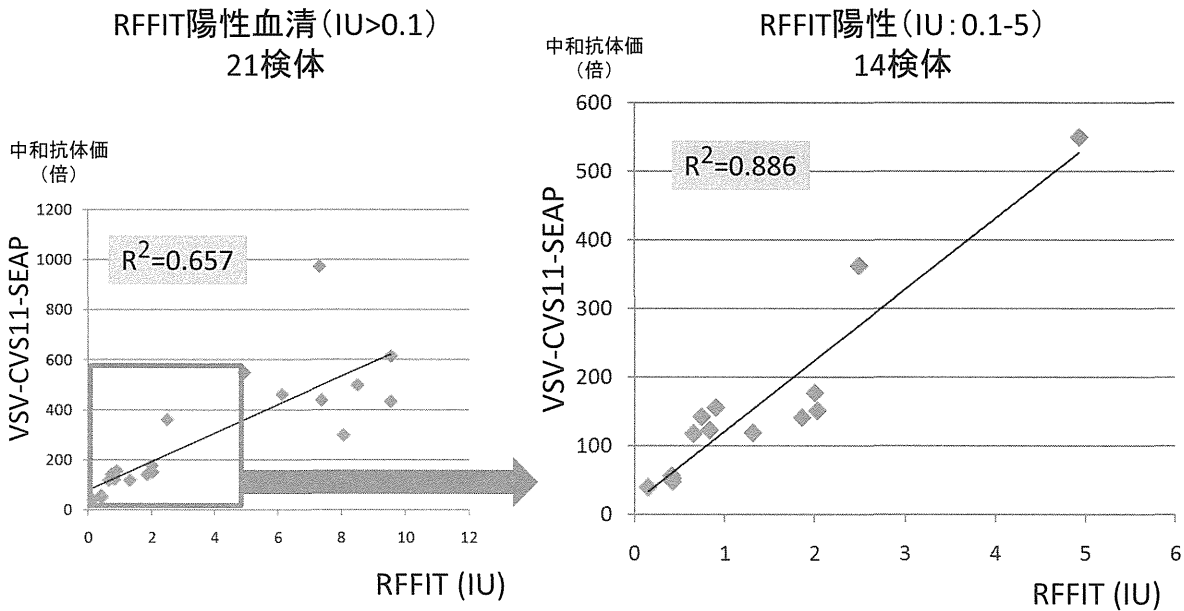 RFFIT陽性血清（IU>0.1）
21検体
中和抗体価
（倍）
VSV-CVS11-SEAP
1200
1000
800
600
400
200
0
R²=0.657
0 2 4 6 8 10 12
RFFIT (IU)
RFFIT陽性（IU：0.1-5）
14検体
中和抗体価
（倍）
VSV-CVS11-SEAP
600
500
400
300
200
100
0
R²=0.886
0 1 2 3 4 5 6
RFFIT (IU)